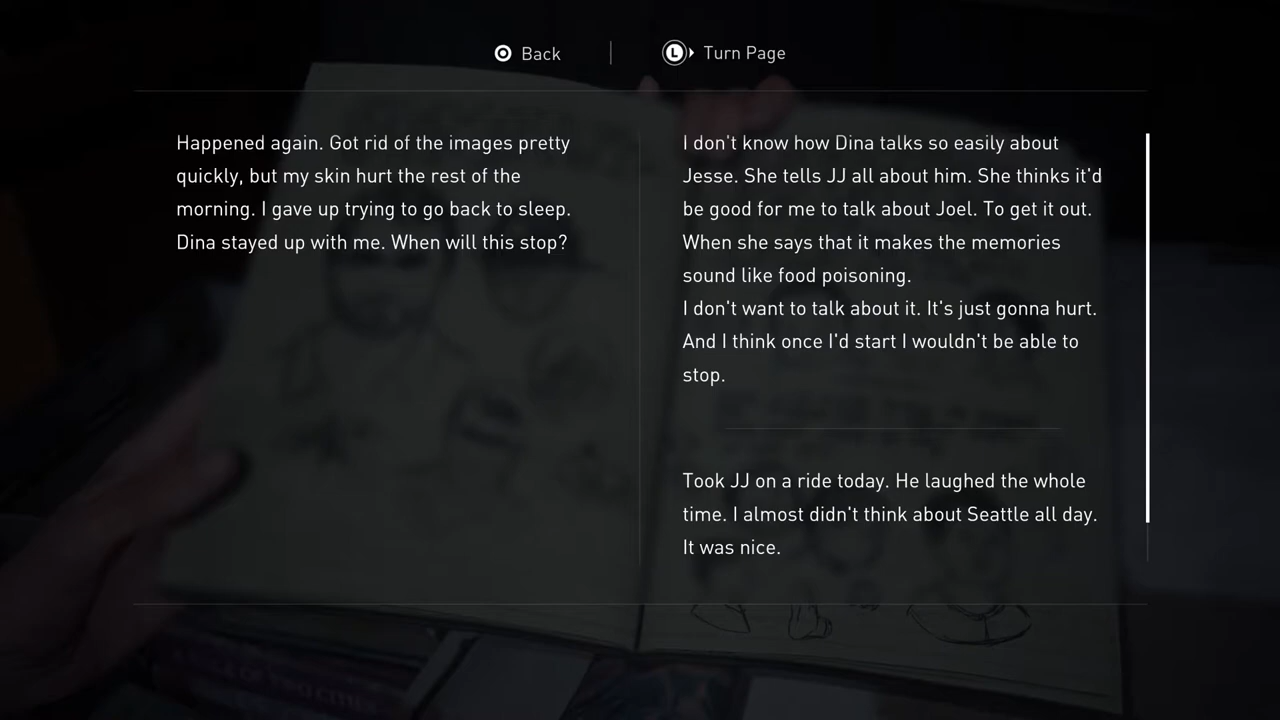 Back
L Turn Page
Happened again. Got rid of the images pretty
quickly, but my skin hurt the rest of the
morning. I gave up trying to go back to sleep.
Dina stayed up with me. When will this stop?
I don't know how Dina talks so easily about
Jesse. She tells JJ all about him. She thinks it'd
be good for me to talk about Joel. To get it out.
When she says that it makes the memories
sound like food poisoning.
I don't want to talk about it. It's just gonna hurt.
And I think once I'd start I wouldn't be able to
stop.
Took JJ on a ride today. He laughed the whole
time. I almost didn't think about Seattle all day.
It was nice.